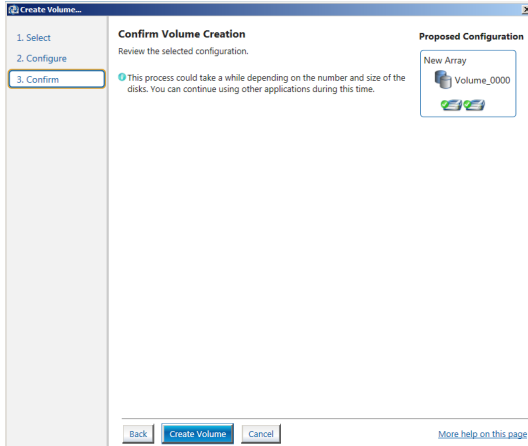 Create Volume...
1. Select
2. Configure
3. Confirm
Confirm Volume Creation
Review the selected configuration.
This process could take a while depending on the number and size of the
disks. You can continue using other applications during this time.
Proposed Configuration
New Array
Volume_0000
Back
Create Volume
Cancel
More help on this page